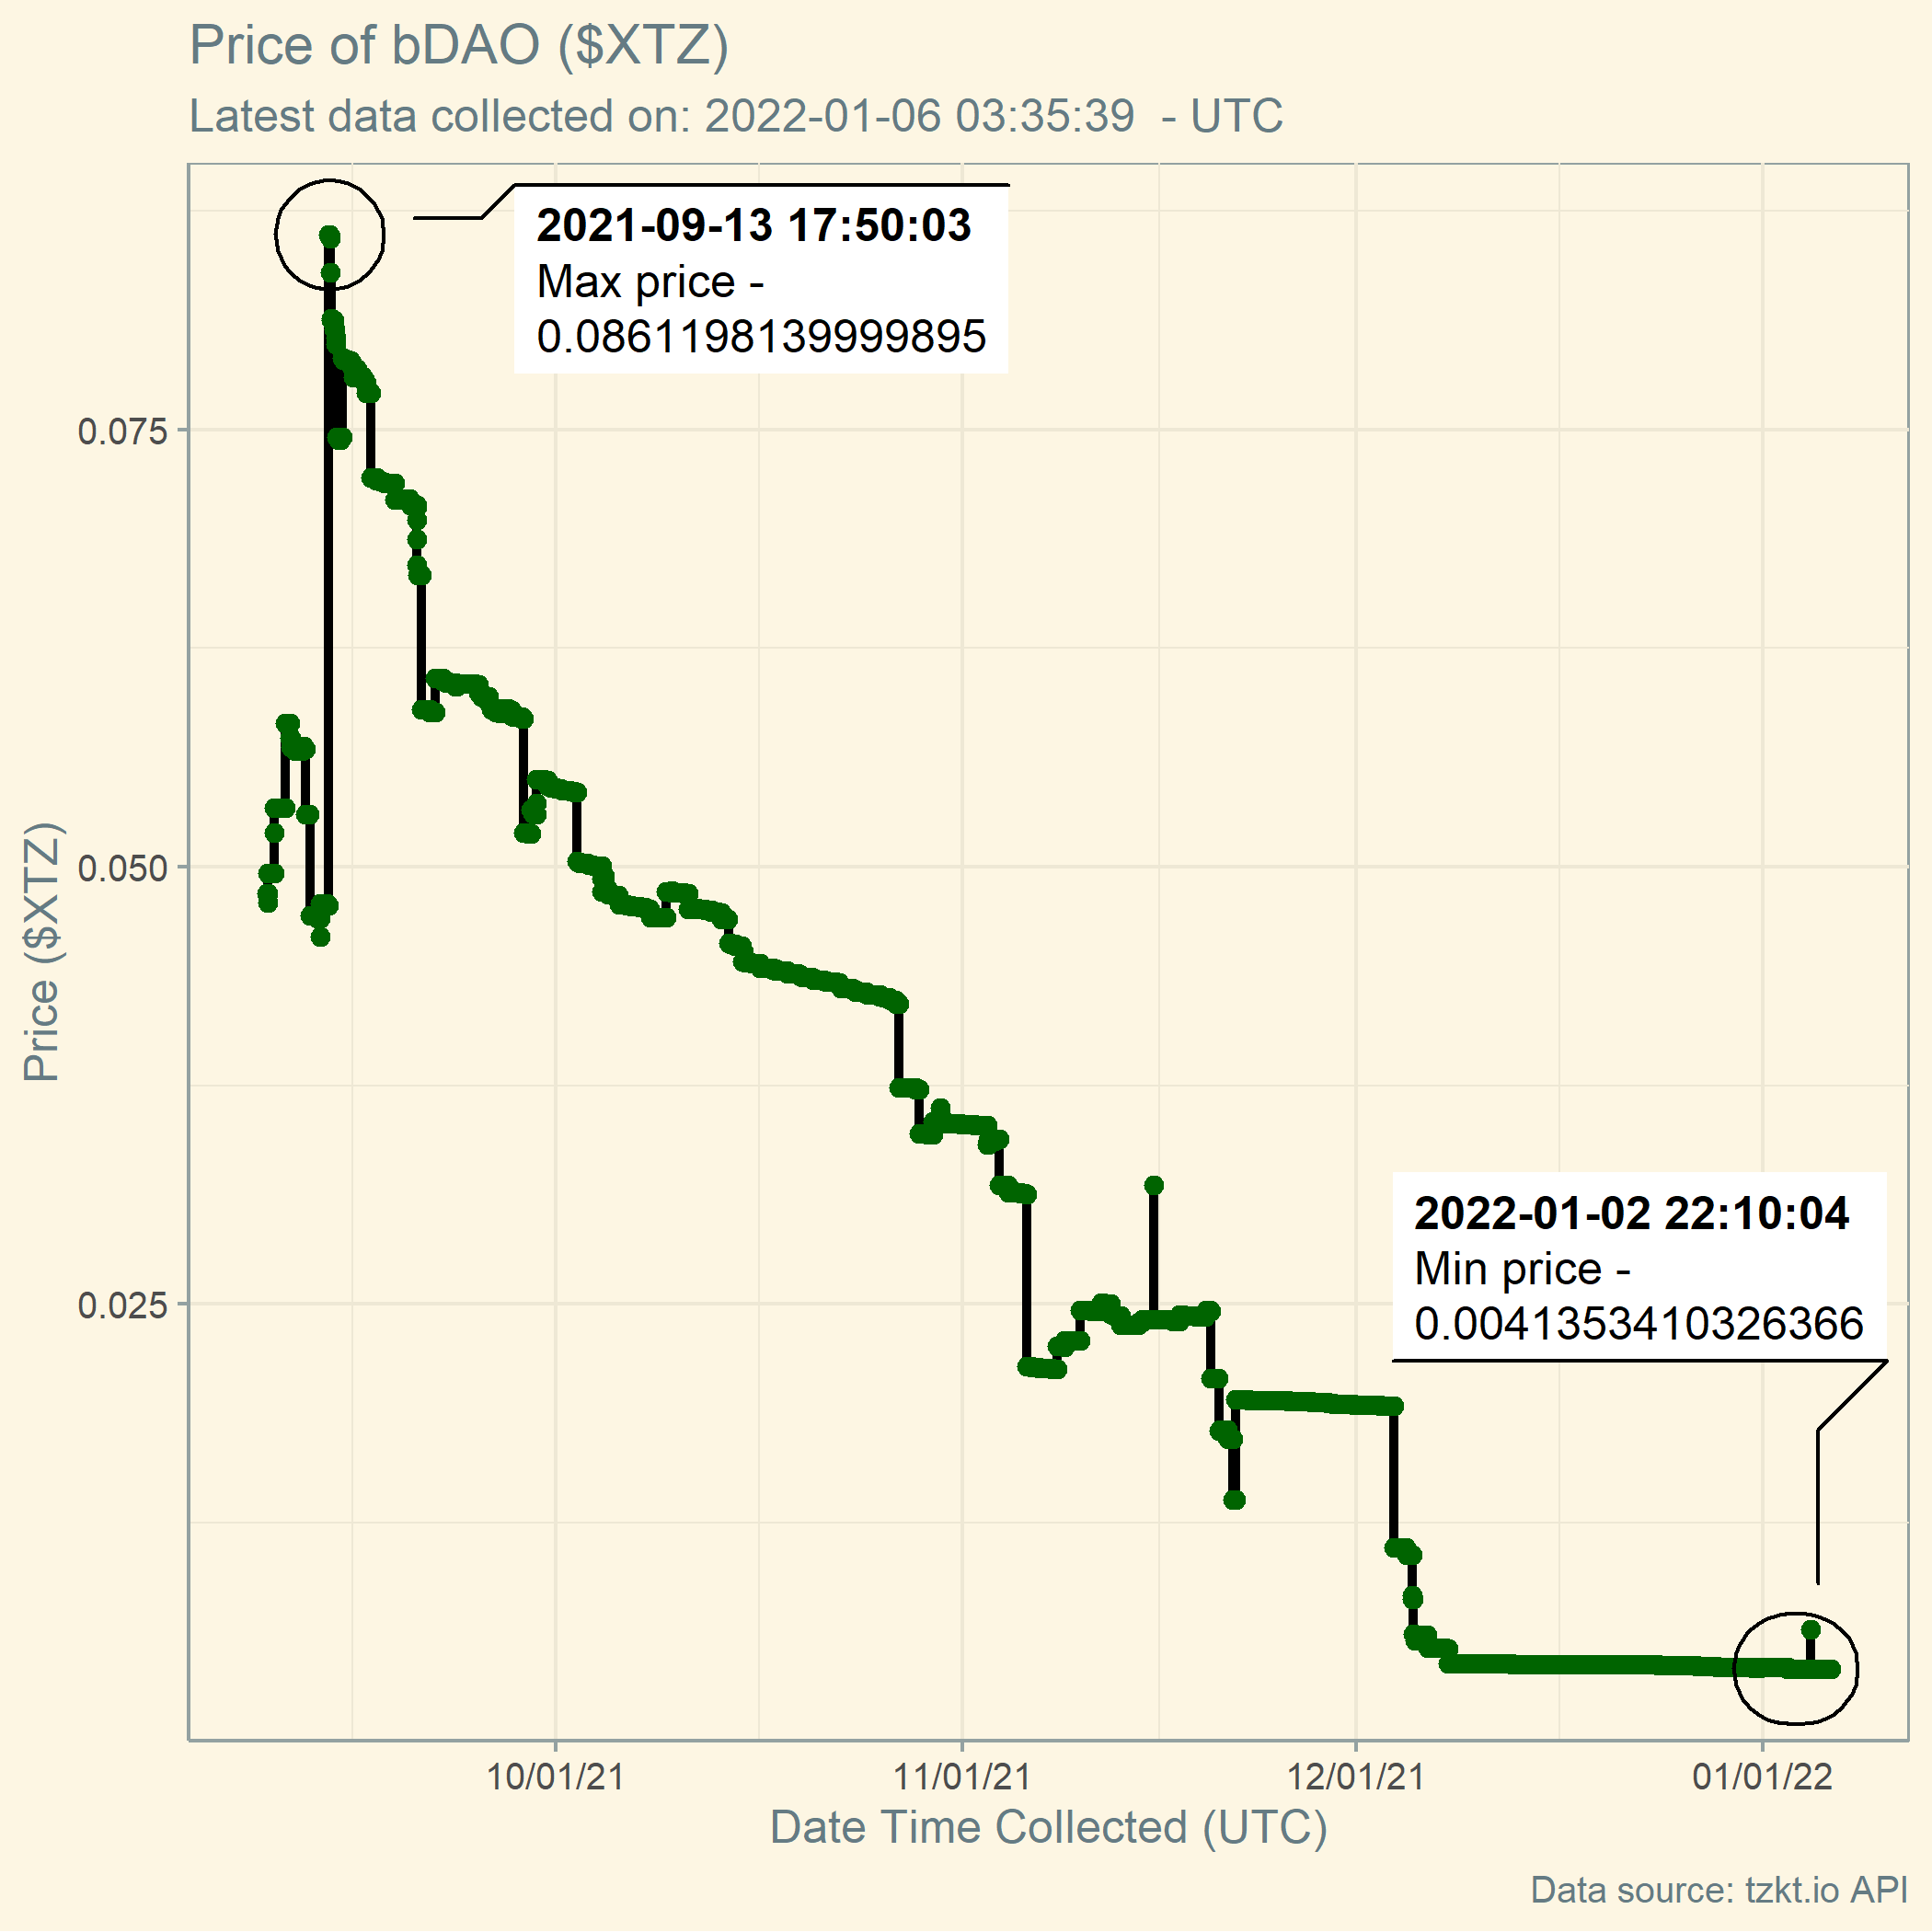 Price of bDAO ($XTZ)
Latest data collected on: 2022-01-06 03:35:39  - UTC
2021-09-13 17:50:03
Max price -
0.0861198139999895
0.075
0.050
0.025
Price ($XTZ)
2022-01-02 22:10:04
Min price -
0.0041353410326366
10/01/21
11/01/21
12/01/21
01/01/22
Date Time Collected (UTC)
Data source: tzkt.io API